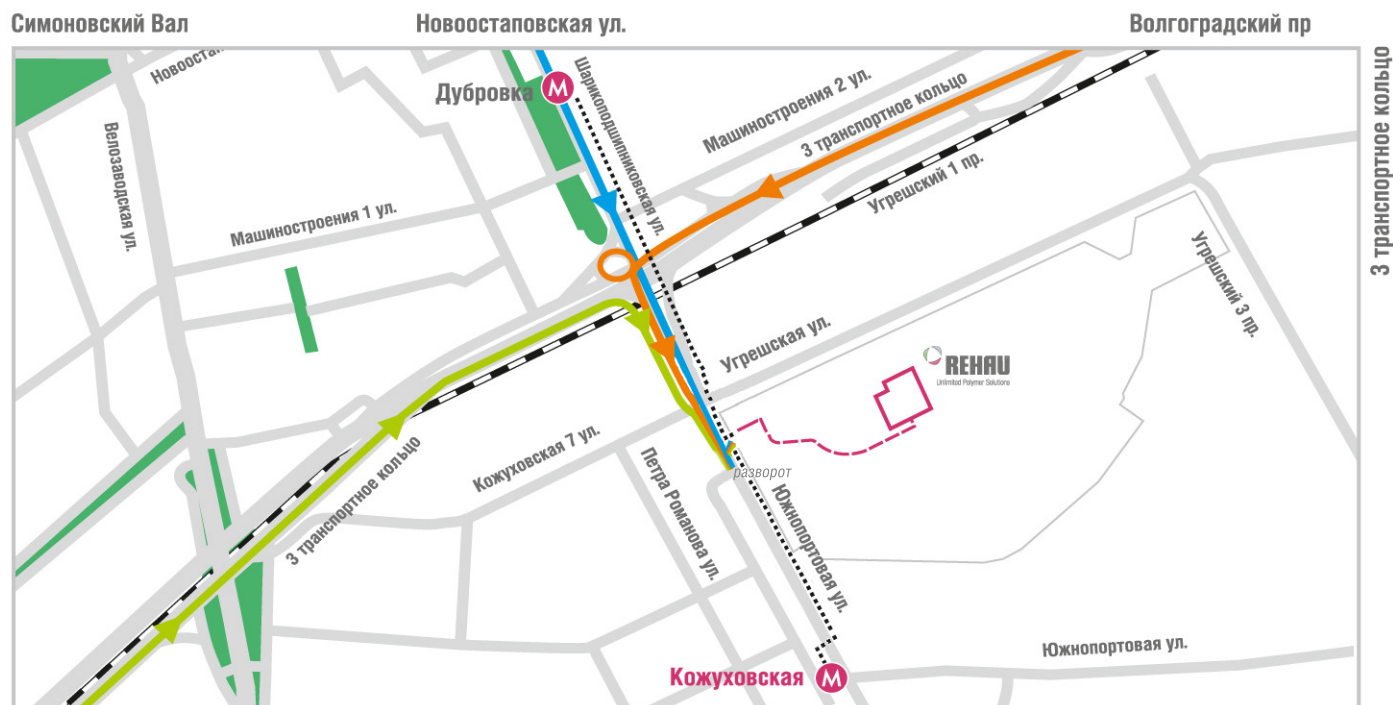 Симоновский Вал
Новоостаповская ул.
Волгоградский пр
3 транспортное кольцо
Новоостап
Дубровка
М
Шарикоподшипниковская ул.
Машиностроения 2 ул.
3 транспортное кольцо
Велозаводская ул.
Угрешский 1 пр.
Машиностроения 1 ул.
Угрешский 3 пр.
Угрешская ул.
REHAU
Unlimited Polymer Solutions
Кожуховская 7 ул.
3 транспортное кольцо
разворот
Петра Романова ул.
Южнопортовая ул.
Южнопортовая ул.
Кожуховская
М